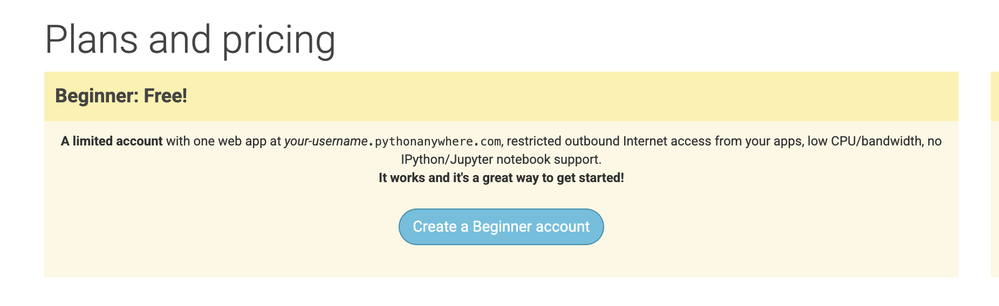 Plans and pricing
Beginner: Free!
A limited account with one web app at your-username.pythonanywhere.com, restricted outbound Internet access from your apps, low CPU/bandwidth, no
IPython/Jupyter notebook support.
It works and it's a great way to get started!
Create a Beginner account